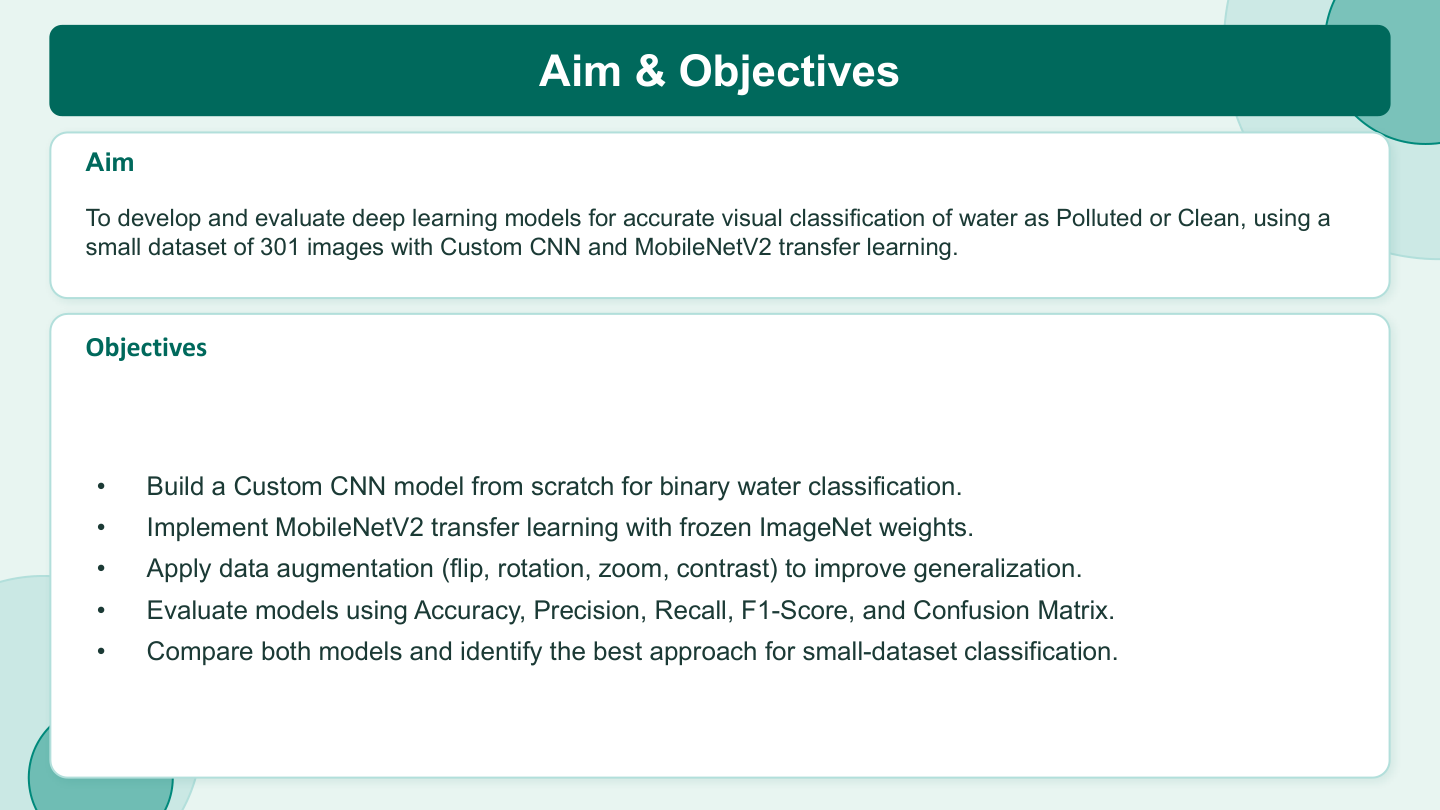 Aim & Objectives
Aim
To develop and evaluate deep learning models for accurate visual classification of water as Polluted or Clean, using a
small dataset of 301 images with Custom CNN and MobileNetV2 transfer learning.
Objectives
• Build a Custom CNN model from scratch for binary water classification.
• Implement MobileNetV2 transfer learning with frozen ImageNet weights.
• Apply data augmentation (flip, rotation, zoom, contrast) to improve generalization.
• Evaluate models using Accuracy, Precision, Recall, F1-Score, and Confusion Matrix.
• Compare both models and identify the best approach for small-dataset classification.